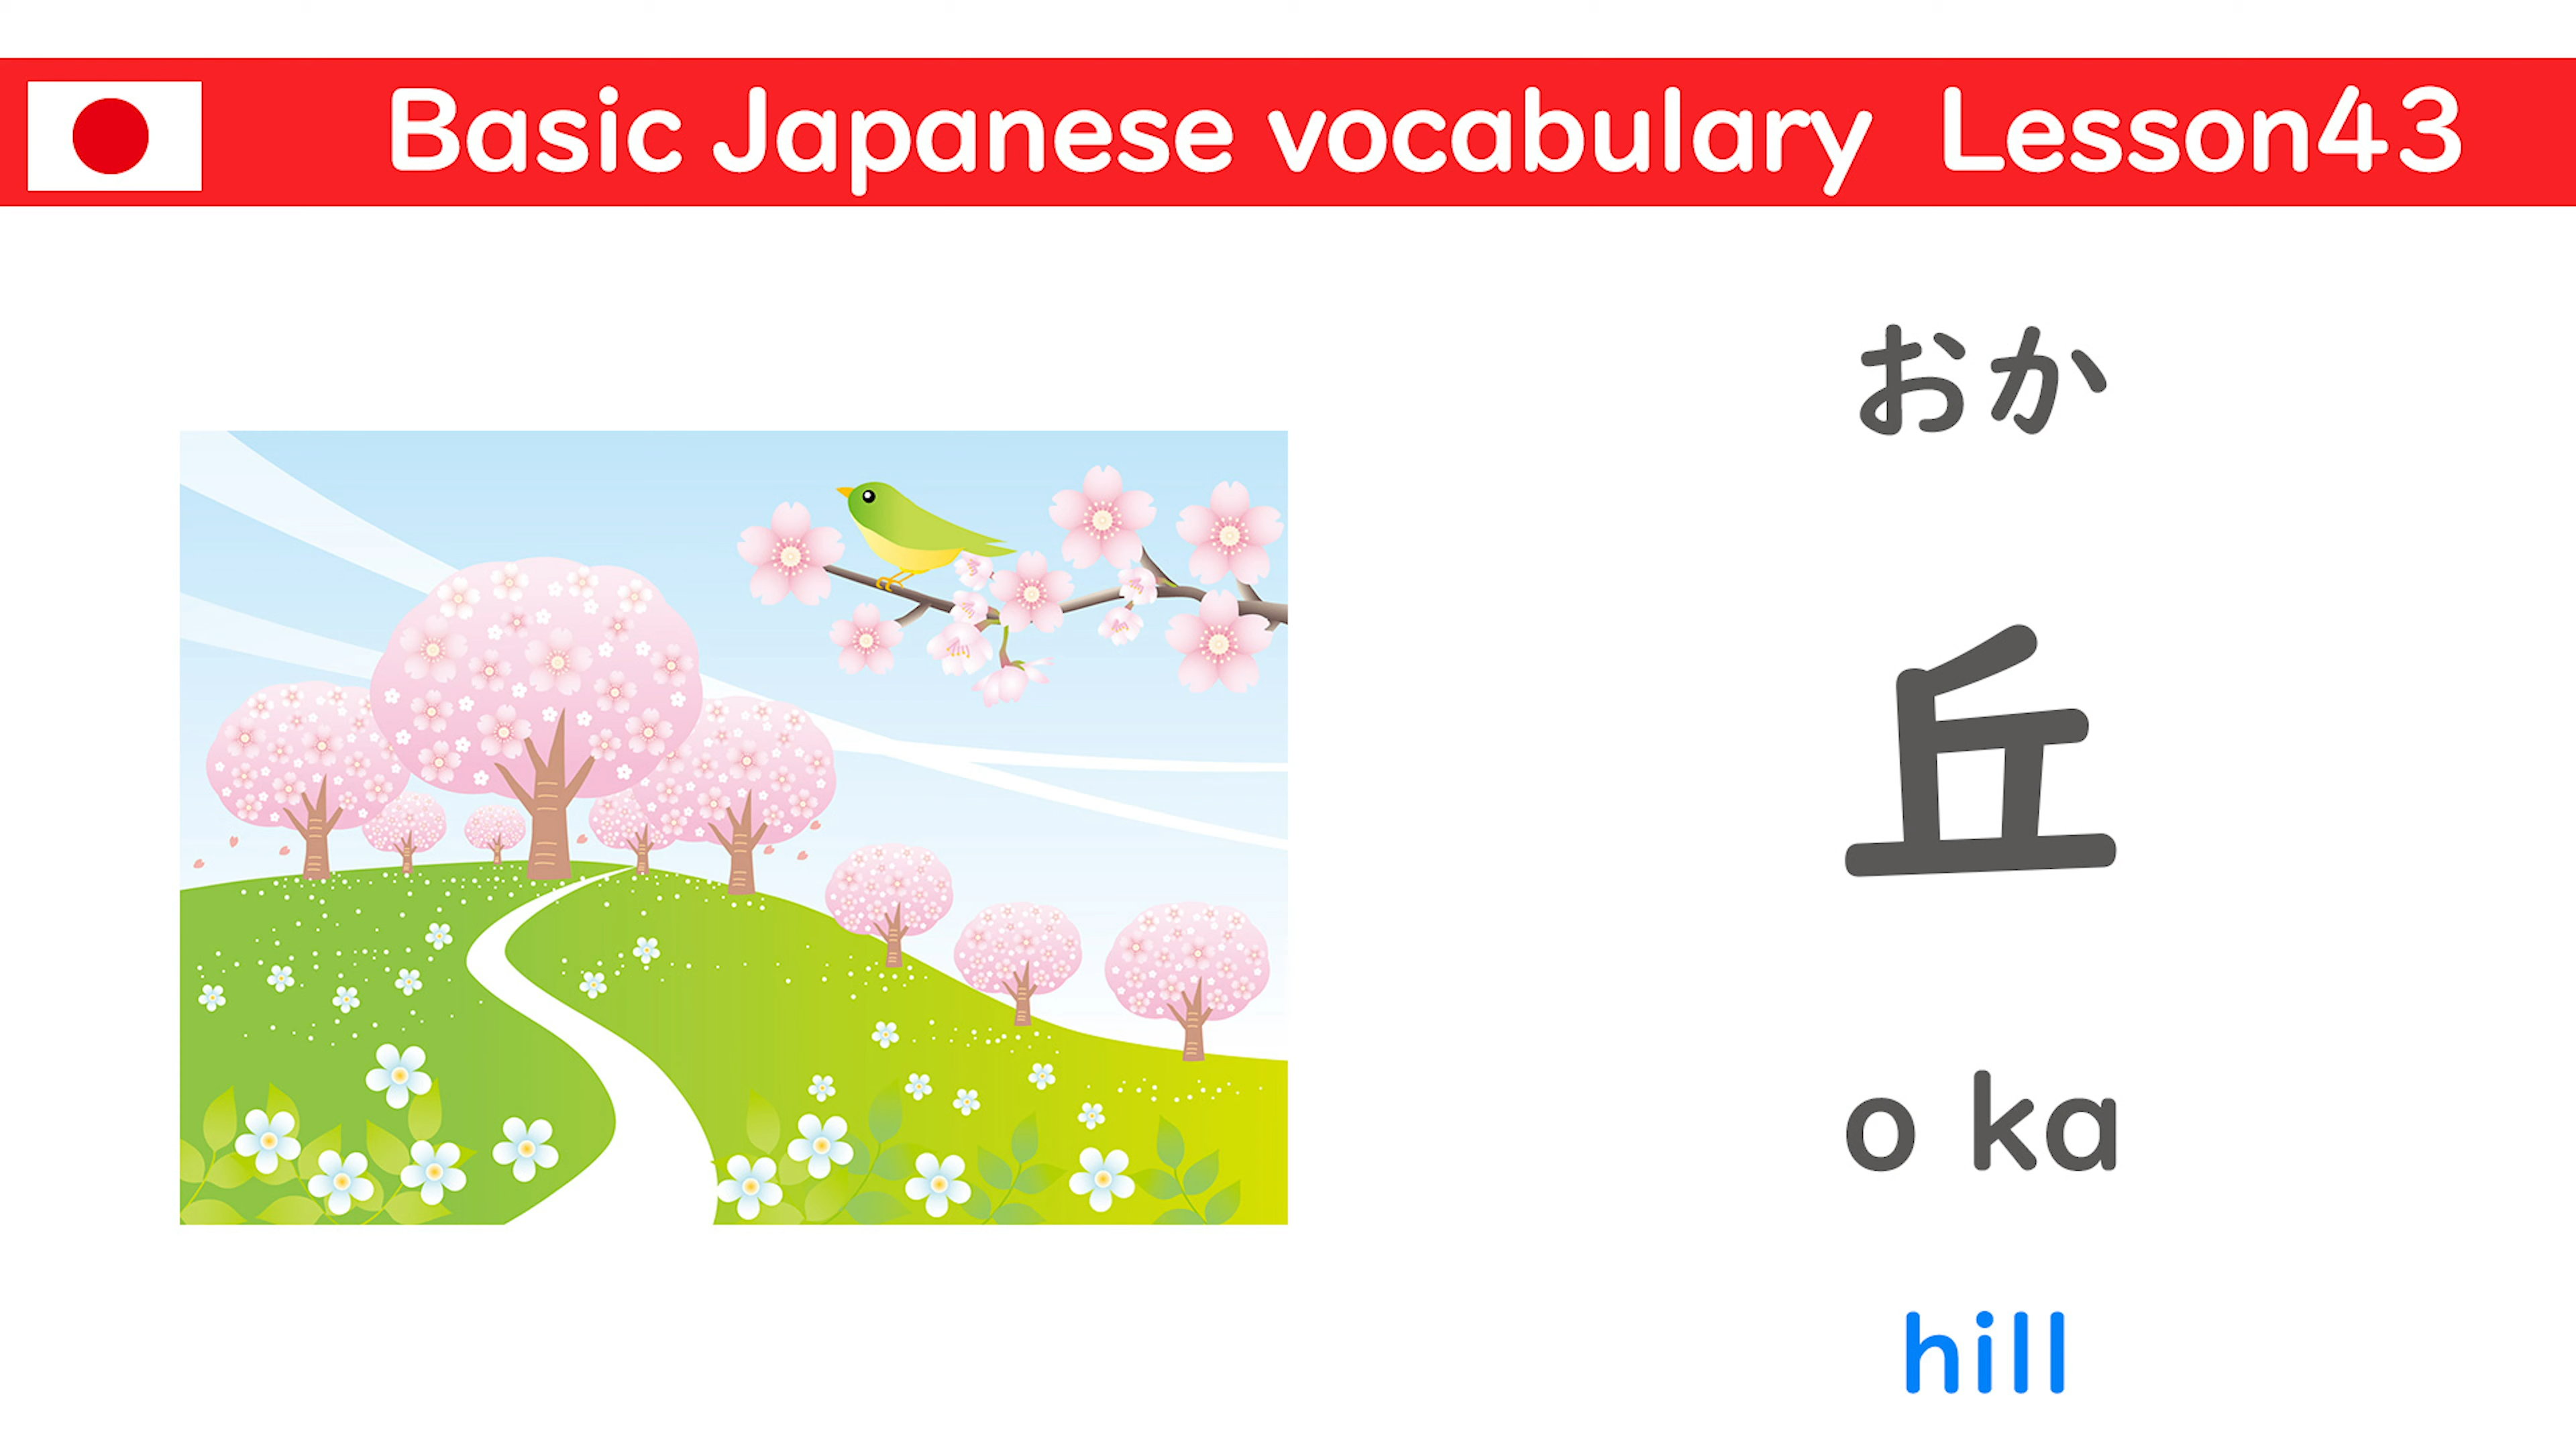 Basic Japanese vocabulary Lesson43
おか
丘
o ka
hill